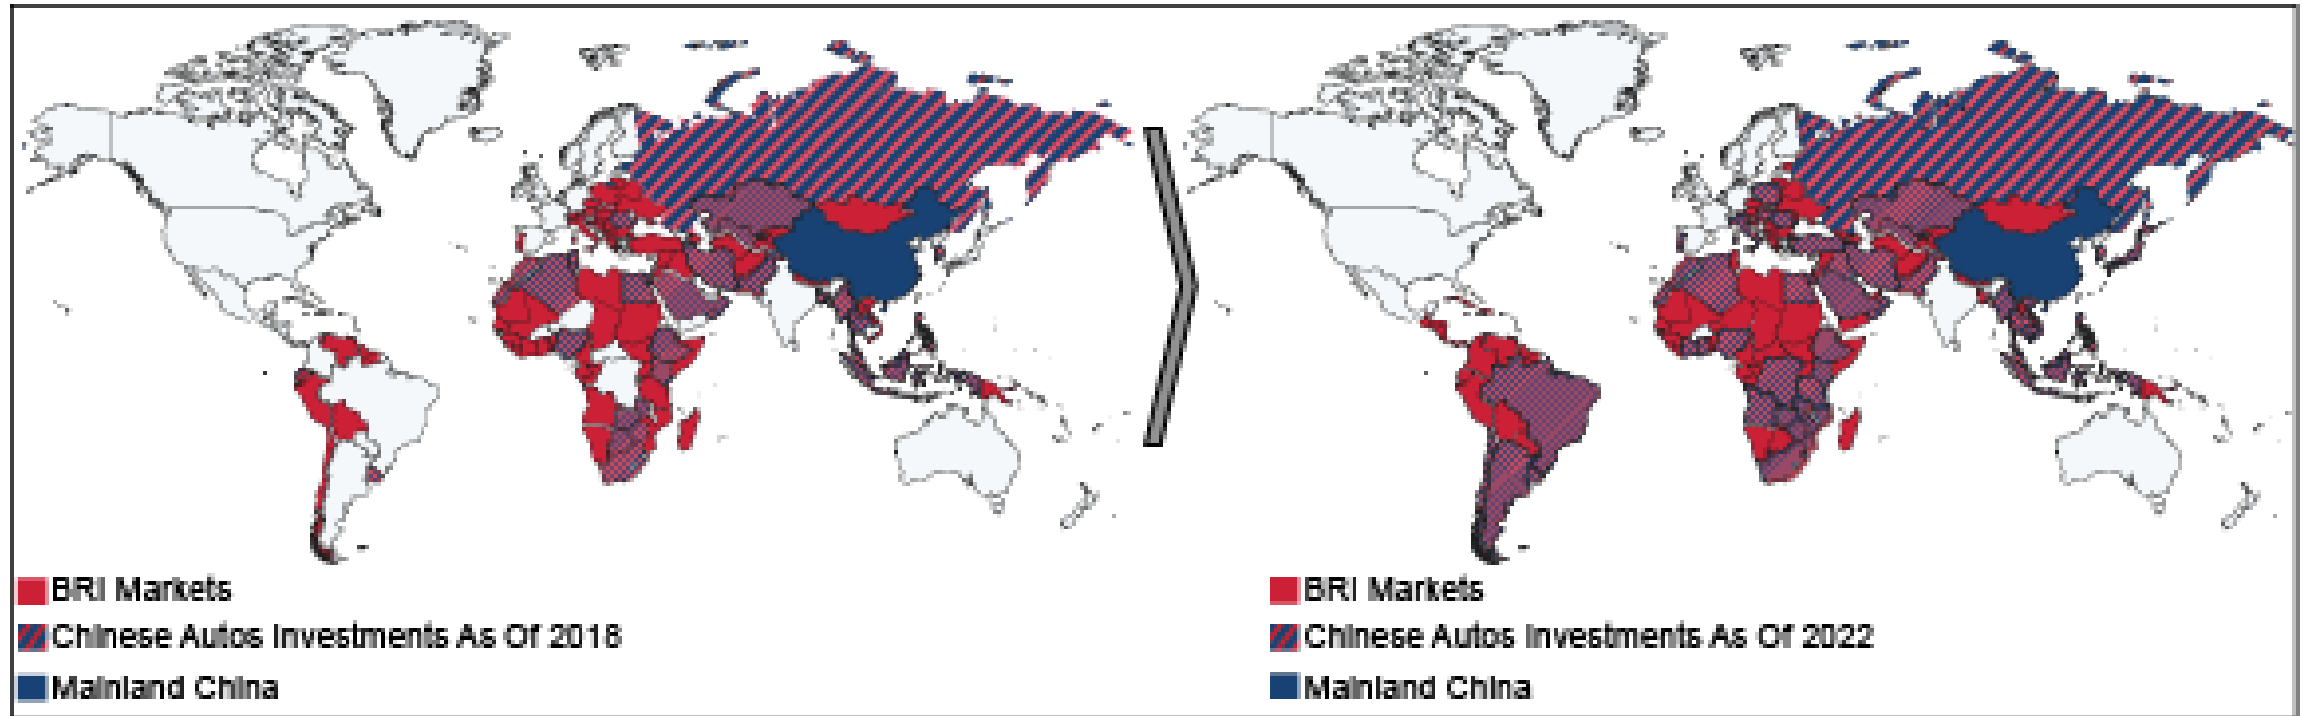 BRI Markets
Chinese Autos Investments As Of 2018
Mainland China
BRI Markets
Chinese Autos Investments As Of 2022
Mainland China